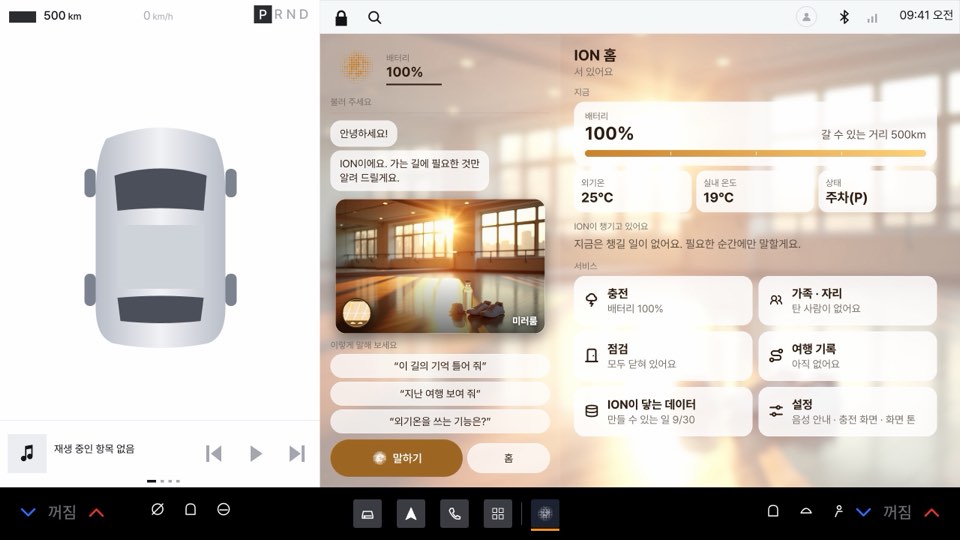 500 km
0 km/h
P R N D
09:41 오전
배터리
100%
불러 주세요
안녕하세요!
ION이에요. 가는 길에 필요한 것만
알려 드릴게요.
미러룸
이렇게 말해 보세요
“이 길의 기억 틀어 줘”
“지난 여행 보여 줘”
“외기온을 쓰는 기능은?”
말하기
홈
ION 홈
서 있어요
지금
배터리
100%
갈 수 있는 거리 500km
외기온
25°C
실내 온도
19°C
상태
주차(P)
ION이 챙기고 있어요
지금은 챙길 일이 없어요. 필요한 순간에만 말할게요.
서비스
충전
배터리 100%
가족 · 자리
탄 사람이 없어요
점검
모두 닫혀 있어요
여행 기록
아직 없어요
ION이 닿는 데이터
만들 수 있는 일 9/30
설정
음성 안내 · 충전 화면 · 화면 톤
재생 중인 항목 없음
꺼짐
꺼짐